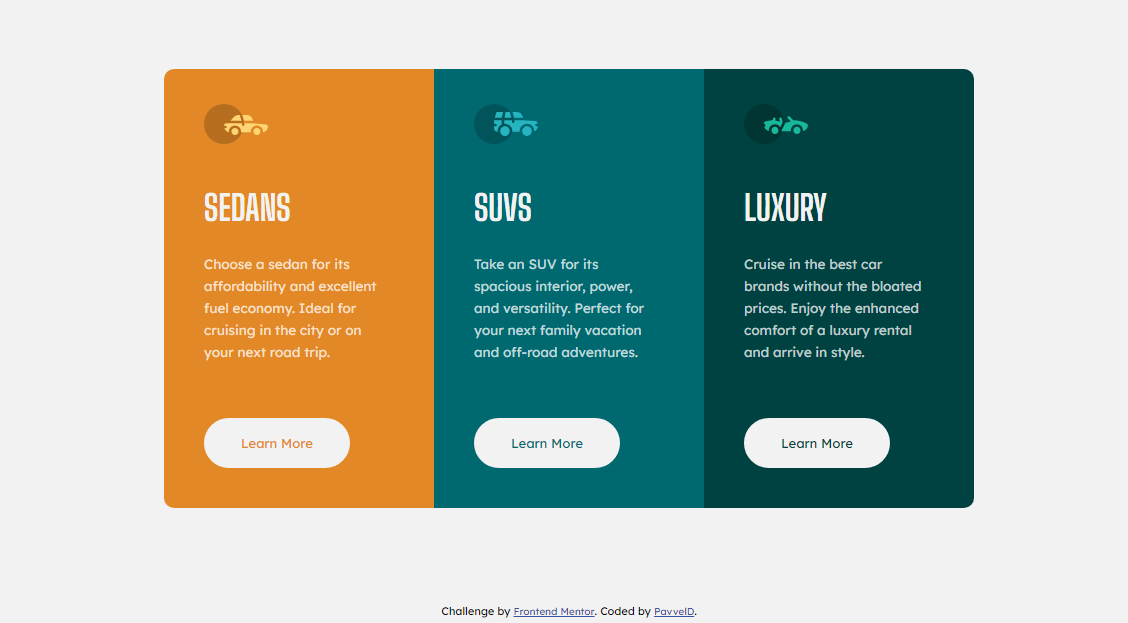 SEDANS
Choose a sedan for its
affordability and excellent
fuel economy. Ideal for
cruising in the city or on
your next road trip.
Learn More
SUVS
Take an SUV for its
spacious interior, power,
and versatility. Perfect for
your next family vacation
and off-road adventures.
Learn More
LUXURY
Cruise in the best car
brands without the bloated
prices. Enjoy the enhanced
comfort of a luxury rental
and arrive in style.
Learn More
Challenge by Frontend Mentor. Coded by PavvelD.